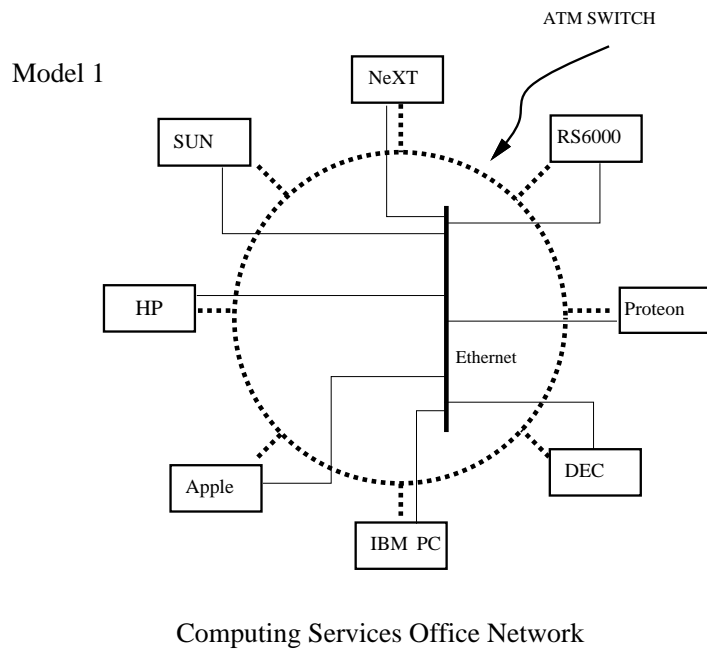 ATM SWITCH
Model 1
NeXT
SUN
RS6000
HP
Proteon
Ethernet
Apple
DEC
IBM PC
Computing Services Office Network